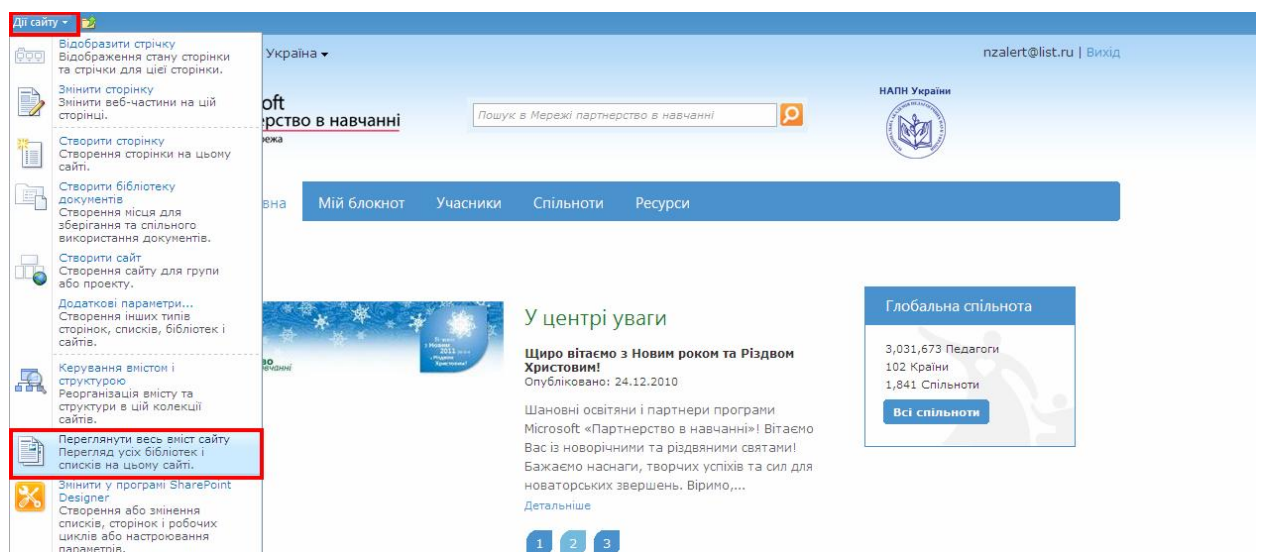 Дії сайту
Відобразити стрічку
Відображення стану сторінки
та стрічки для цієї сторінки.
Змінити сторінку
Змінити веб-частини на цій
сторінці.
Створити сторінку
Створення сторінки на цьому
сайті.
Створити бібліотеку
документів
Створення місця для
зберігання та спільного
використання документів.
Створити сайт
Створення сайту для групи
або проекту.
Додаткові параметри...
Створення інших типів
сторінок, списків, бібліотек і
сайтів.
Керування вмістом і
структурою
Реорганізація вмісту та
структури в цій колекції
сайтів.
Переглянути весь вміст сайту
Перегляд усіх бібліотек і
списків на цьому сайті.
Змінити у програмі SharePoint
Designer
Створення або змінення
списків, сторінок і робочих
циклів або настроювання
параметрів.
Україна
nzalert@list.ru | Вихід
oft
ерство в навчанні
режа
Пошук в Мережі партнерство в навчанні
НАПН України
вна Мій блокнот Учасники Спільноти Ресурси
З Новим
2011
У центрі уваги
Щиро вітаємо з Новим роком та Різдвом
Христовим!
Опубліковано: 24.12.2010
Шановні освітяни і партнери програми
Microsoft «Партнерство в навчанні»! Вітаємо
Вас із новорічними та різдвяними святами!
Бажаємо наснаги, творчих успіхів та сил для
новаторських звершень. Віримо,...
Детальніше
1 2 3
Глобальна спільнота
3,031,673 Педагоги
102 Країни
1,841 Спільноти
Всі спільноти